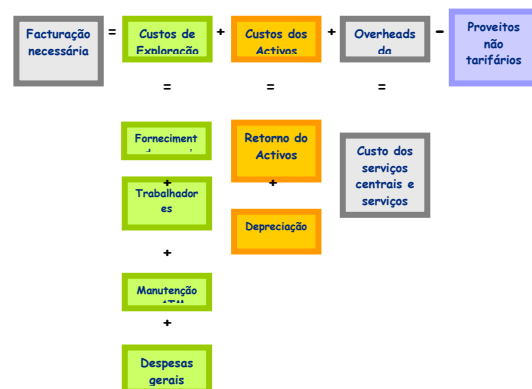 Facturação
necessária
=
Custos de
Exploração
+
Custos dos
Activos
+
Overheads
da
–
Proveitos
não
tarifários
=
=
=
Forneciment
+
Trabalhador
es
+
Manutenção
ATM
+
Despesas
gerais
Retorno do
Activos
+
Depreciação
Custo dos
serviços
centrais e
serviços